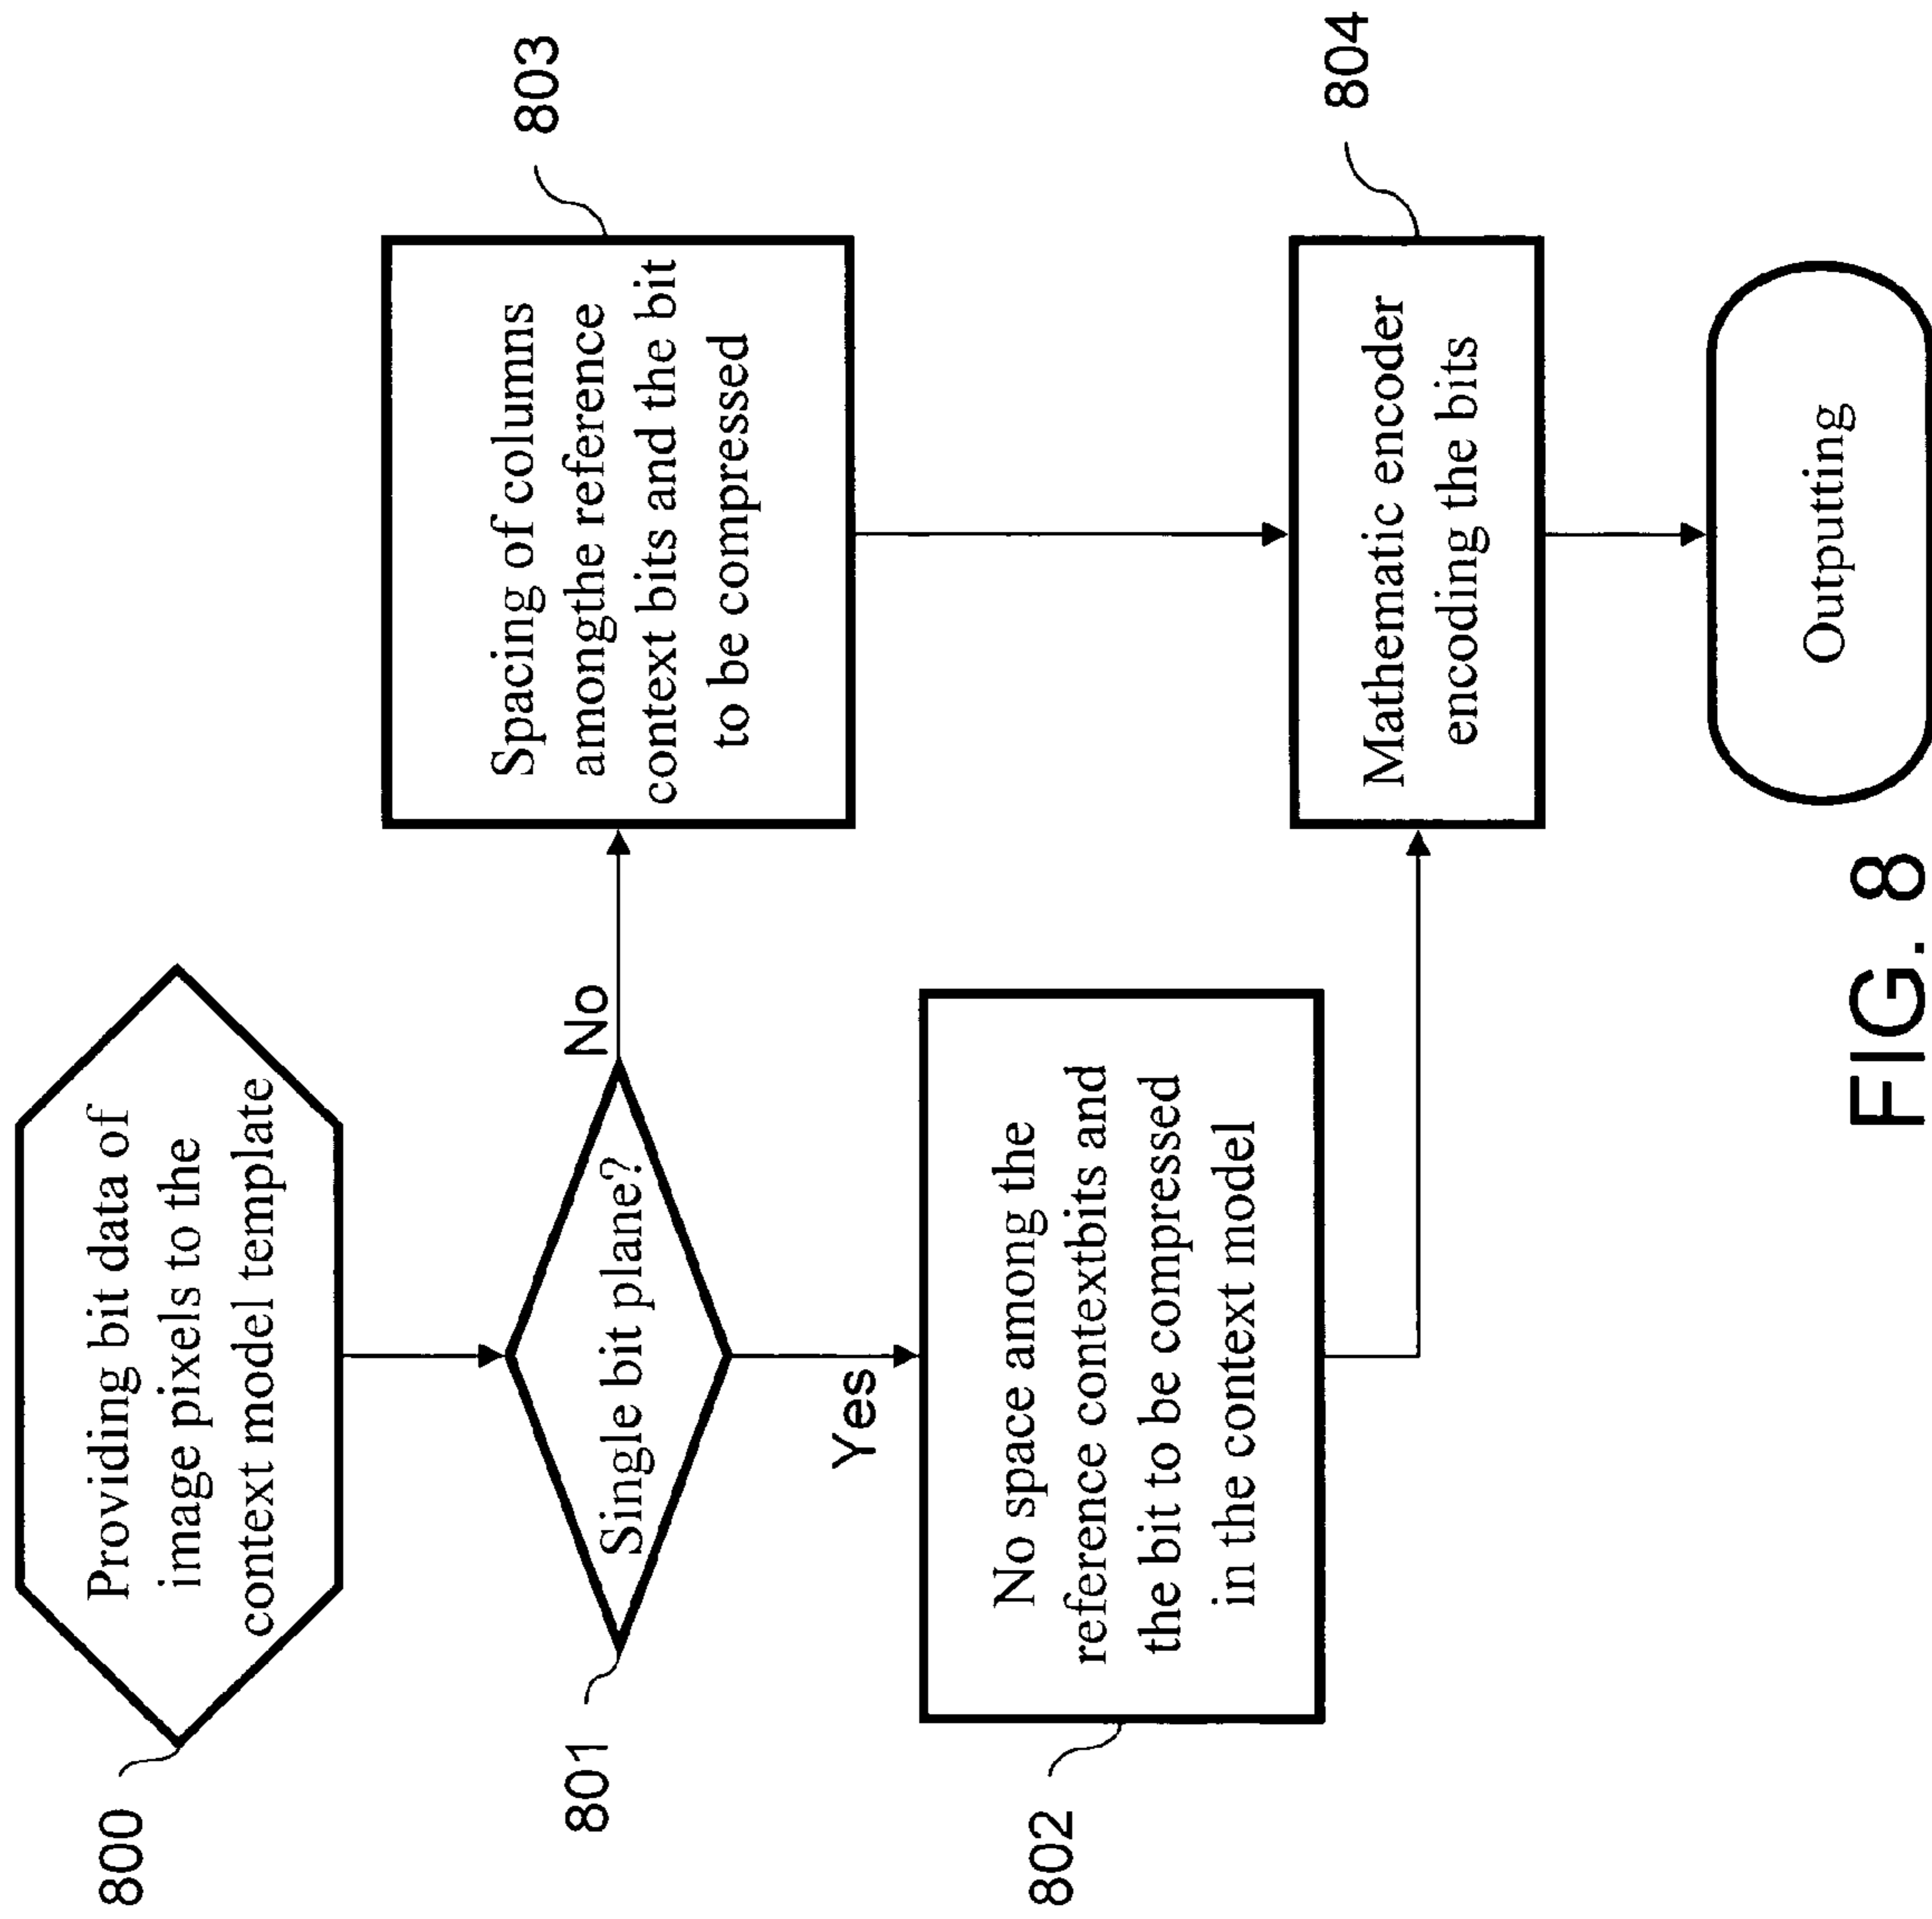 800
Providing bit data of
image pixels to the
context model template
801
Single bit plane?
No
Yes
803
Spacing of columns
amongthe reference
context bits and the bit
to be compressed
802
No space among the
reference contextbits and
the bit to be compressed
in the context model
804
Mathematic encoder
encoding the bits
Outputting
FIG. 8